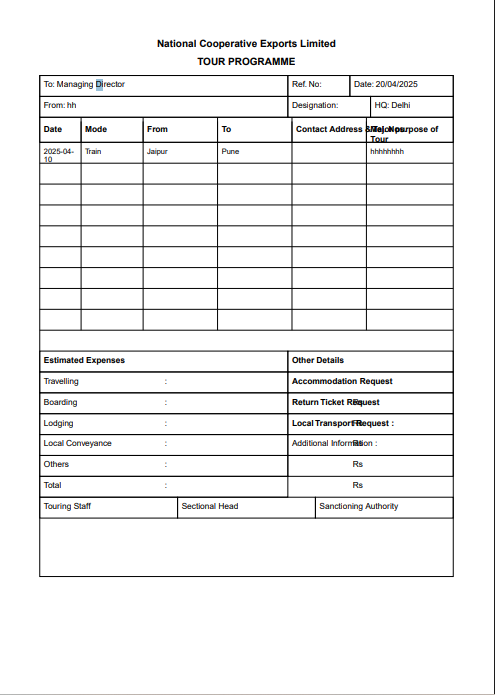 National Cooperative Exports Limited
TOUR PROGRAMME
To: Managing Director Ref. No: Date: 20/04/2025
From: hh Designation: HQ: Delhi
Date Mode From To Contact Address & Tel. Nos. Major purpose of
Tour
2025-04- Train Jaipur Pune hhhhhhhh
10
Estimated Expenses Other Details
Travelling : Accommodation Request
Boarding : Return Ticket Request Rs
Lodging : Local Transport Request : Rs
Local Conveyance : Additional Information : Rs
Others : Rs
Total : Rs
Touring Staff Sectional Head Sanctioning Authority